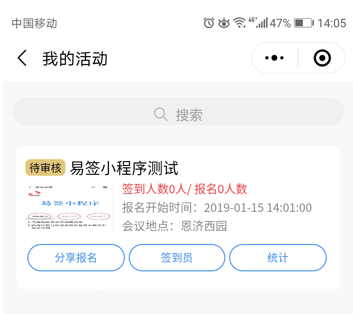 中国移动
4G 47% 14:05
我的活动
搜索
待审核 易签小程序测试
签到人数0人/ 报名0人数
报名开始时间：2019-01-15 14:01:00
会议地点：恩济西园
易签小程序
分享报名 签到员 统计